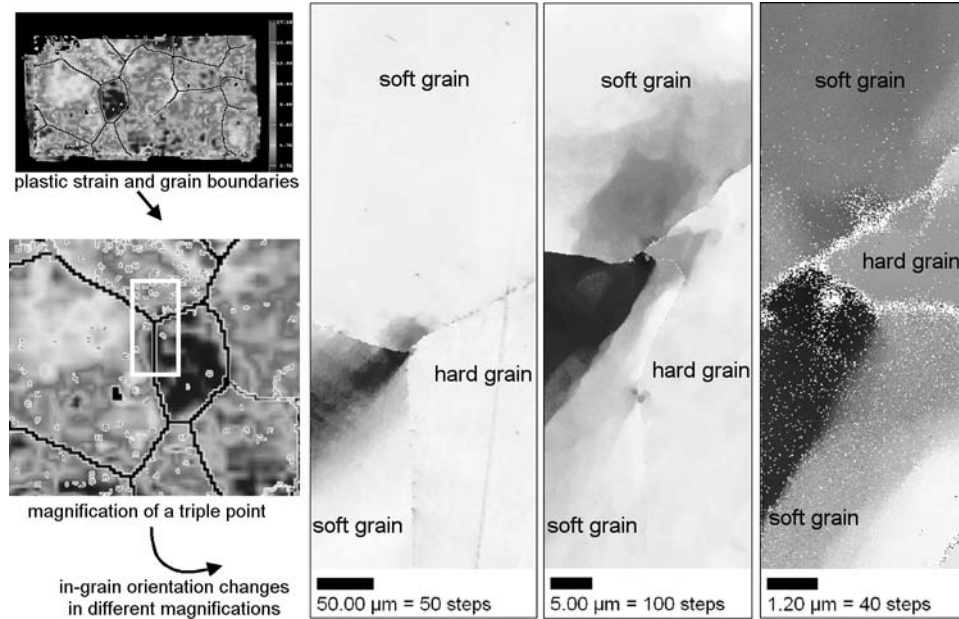 plastic strain and grain boundaries
magnification of a triple point
in-grain orientation changes
in different magnifications
soft grain
hard grain
soft grain
50.00 µm = 50 steps
soft grain
hard grain
soft grain
5.00 µm = 100 steps
soft grain
hard grain
soft grain
1.20 µm = 40 steps